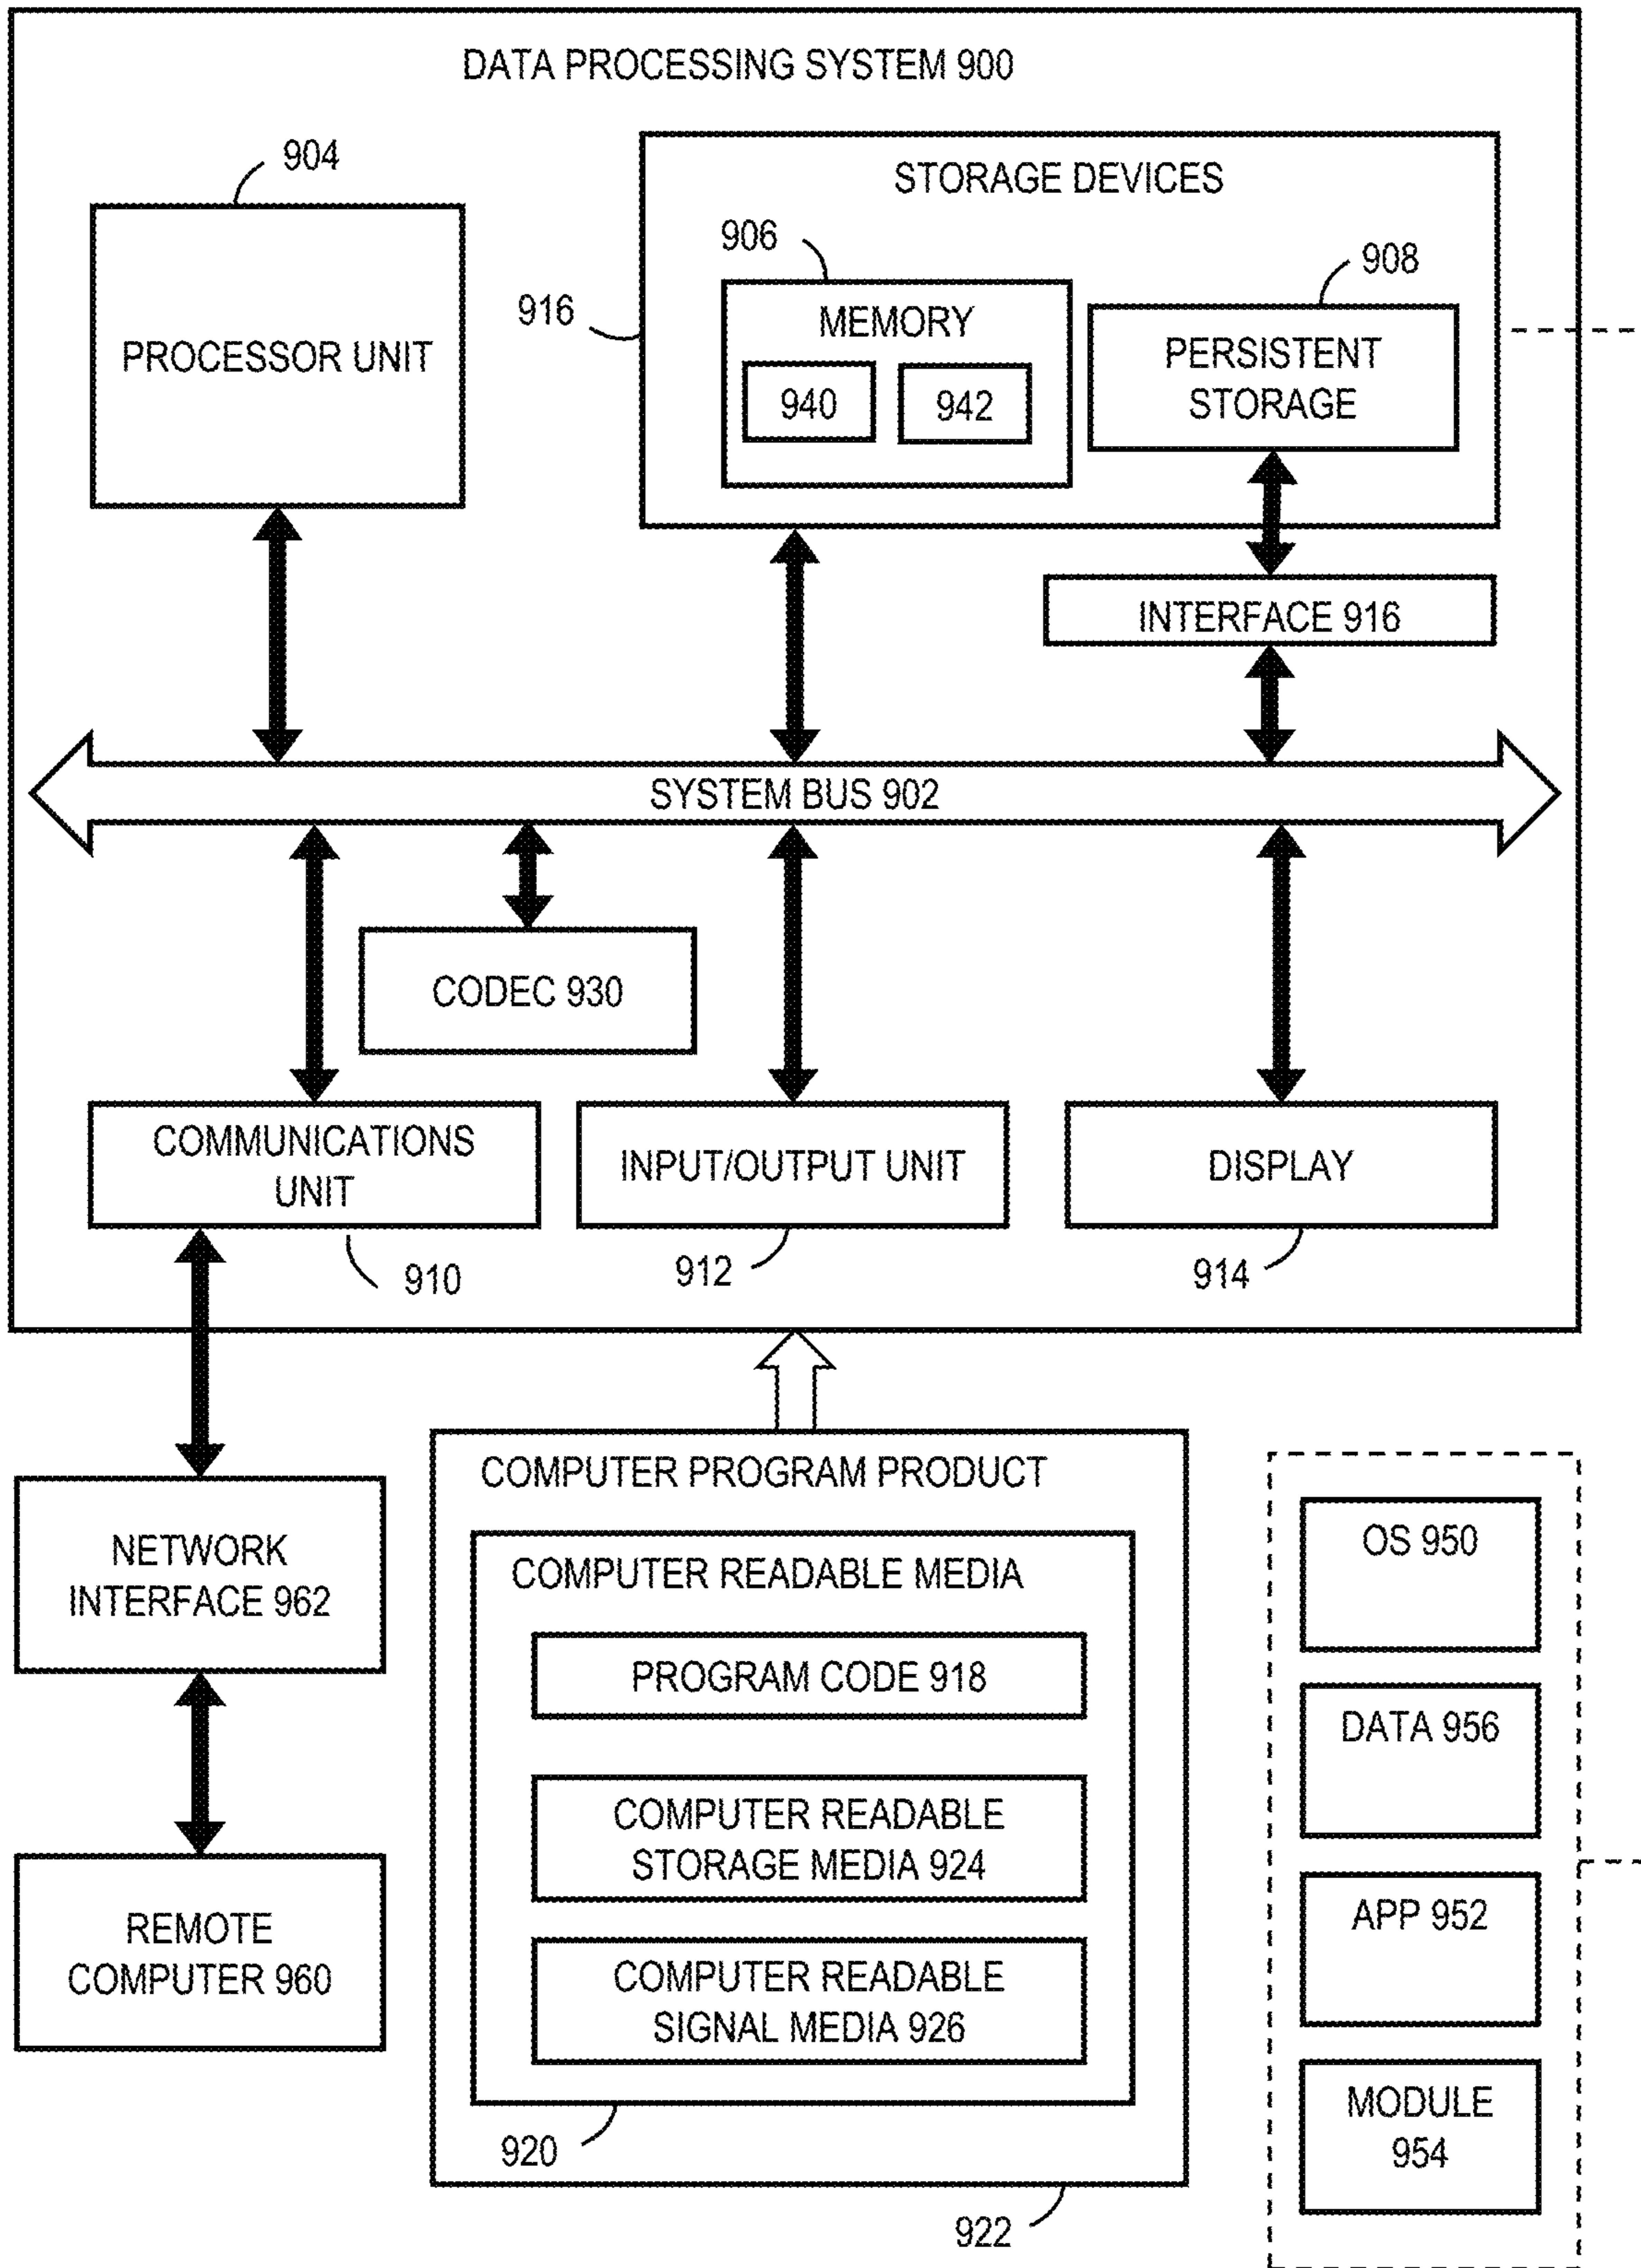 DATA PROCESSING SYSTEM 900
904
STORAGE DEVICES
906
908
916
MEMORY
PROCESSOR UNIT
PERSISTENT
STORAGE
940
942
INTERFACE 916
SYSTEM BUS 902
CODEC 930
COMMUNICATIONS
UNIT
INPUT/OUTPUT UNIT
DISPLAY
910
912
914
COMPUTER PROGRAM PRODUCT
COMPUTER READABLE MEDIA
PROGRAM CODE 918
COMPUTER READABLE
STORAGE MEDIA 924
COMPUTER READABLE
SIGNAL MEDIA 926
920
922
NETWORK
INTERFACE 962
REMOTE
COMPUTER 960
OS 950
DATA 956
APP 952
MODULE
954